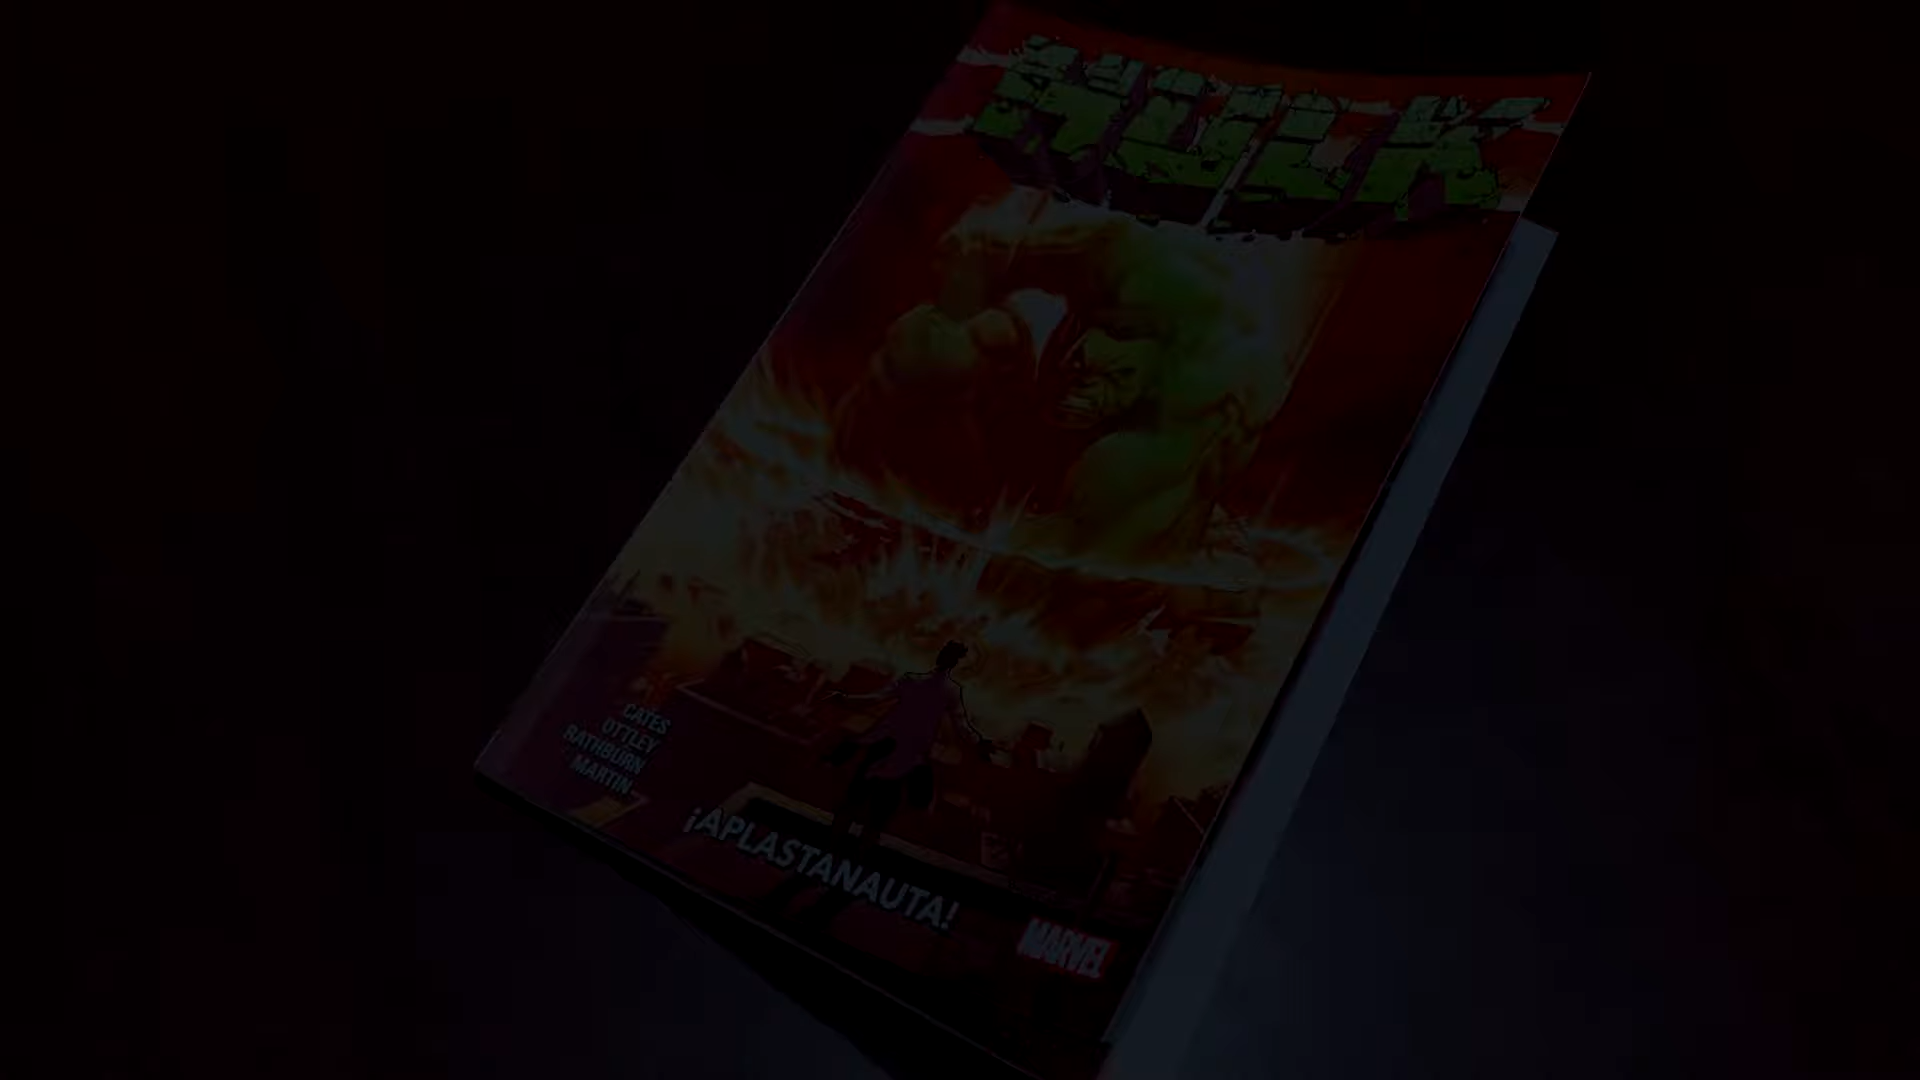 HULK
CATES
OTTLEY
RATHBURN
MARTIN
¡APLASTANAUTA!
MARVEL